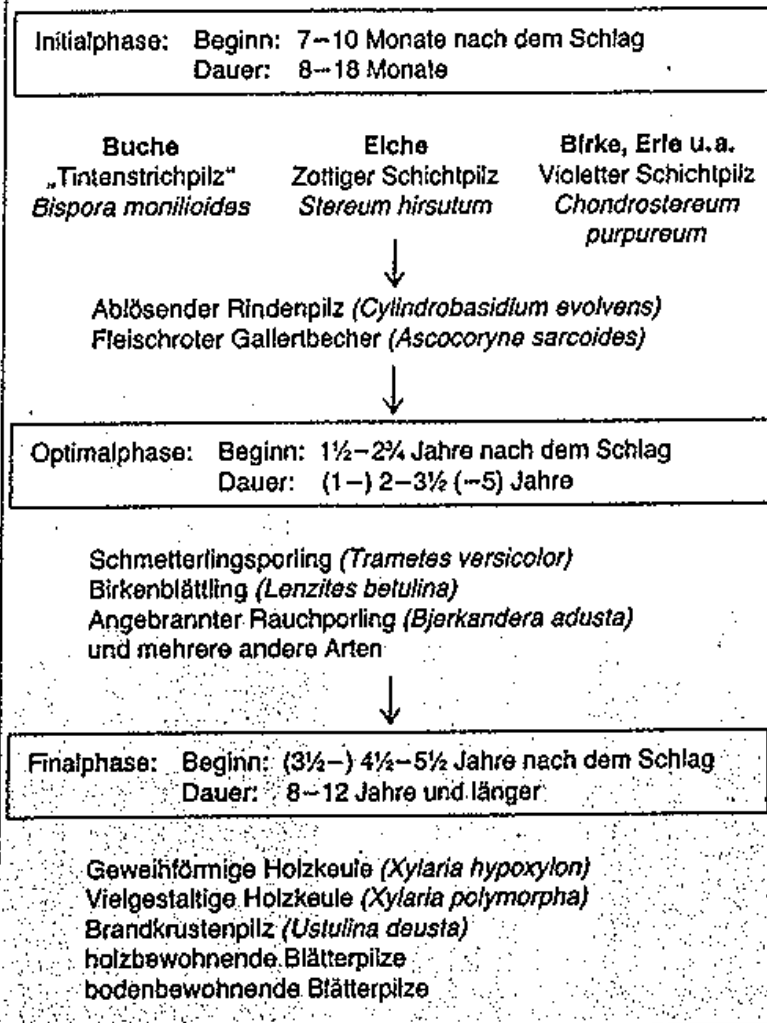 Initialphase: Beginn: 7–10 Monate nach dem Schlag
Dauer: 8–18 Monate
Buche Eiche Birke, Erle u.a.
„Tintenstrichpilz“ Zottiger Schichtpilz Violetter Schichtpilz
Bispora monilioides Stereum hirsutum Chondrostereum
purpureum
Ablösender Rindenpilz (Cylindrobasidium evolvens)
Fleischroter Gallertbecher (Ascocoryne sarcoides)
Optimalphase: Beginn: 1½–2¾ Jahre nach dem Schlag
Dauer: (1–) 2–3½ (–5) Jahre
Schmetterlingsporling (Trametes versicolor)
Birkenblättling (Lenzites betulina)
Angebrannter Rauchporling (Bjerkandera adusta)
und mehrere andere Arten
Finalphase: Beginn: (3½–) 4½–5½ Jahre nach dem Schlag
Dauer: 8–12 Jahre und länger
Geweihförmige Holzkeule (Xylaria hypoxylon)
Vielgestaltige Holzkeule (Xylaria polymorpha)
Brandkrustenpilz (Ustulina deusta)
holzbewohnende Blätterpilze
bodenbewohnende Blätterpilze